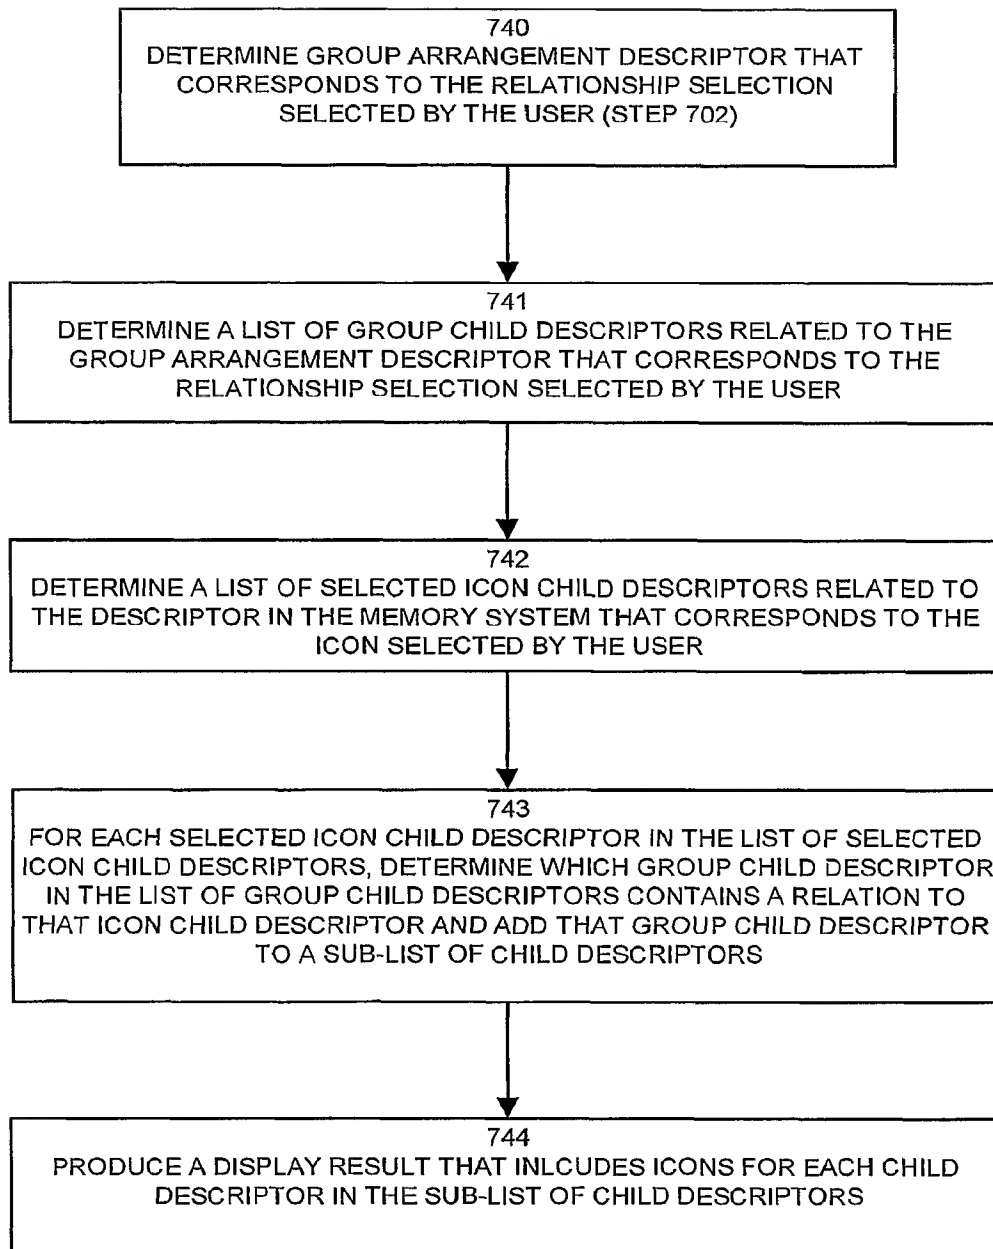 740
DETERMINE GROUP ARRANGEMENT DESCRIPTOR THAT
CORRESPONDS TO THE RELATIONSHIP SELECTION
SELECTED BY THE USER (STEP 702)
741
DETERMINE A LIST OF GROUP CHILD DESCRIPTORS RELATED TO THE
GROUP ARRANGEMENT DESCRIPTOR THAT CORRESPONDS TO THE
RELATIONSHIP SELECTION SELECTED BY THE USER
742
DETERMINE A LIST OF SELECTED ICON CHILD DESCRIPTORS RELATED TO
THE DESCRIPTOR IN THE MEMORY SYSTEM THAT CORRESPONDS TO THE
ICON SELECTED BY THE USER
743
FOR EACH SELECTED ICON CHILD DESCRIPTOR IN THE LIST OF SELECTED
ICON CHILD DESCRIPTORS, DETERMINE WHICH GROUP CHILD DESCRIPTOR
IN THE LIST OF GROUP CHILD DESCRIPTORS CONTAINS A RELATION TO
THAT ICON CHILD DESCRIPTOR AND ADD THAT GROUP CHILD DESCRIPTOR
TO A SUB-LIST OF CHILD DESCRIPTORS
744
PRODUCE A DISPLAY RESULT THAT INLCUDES ICONS FOR EACH CHILD
DESCRIPTOR IN THE SUB-LIST OF CHILD DESCRIPTORS